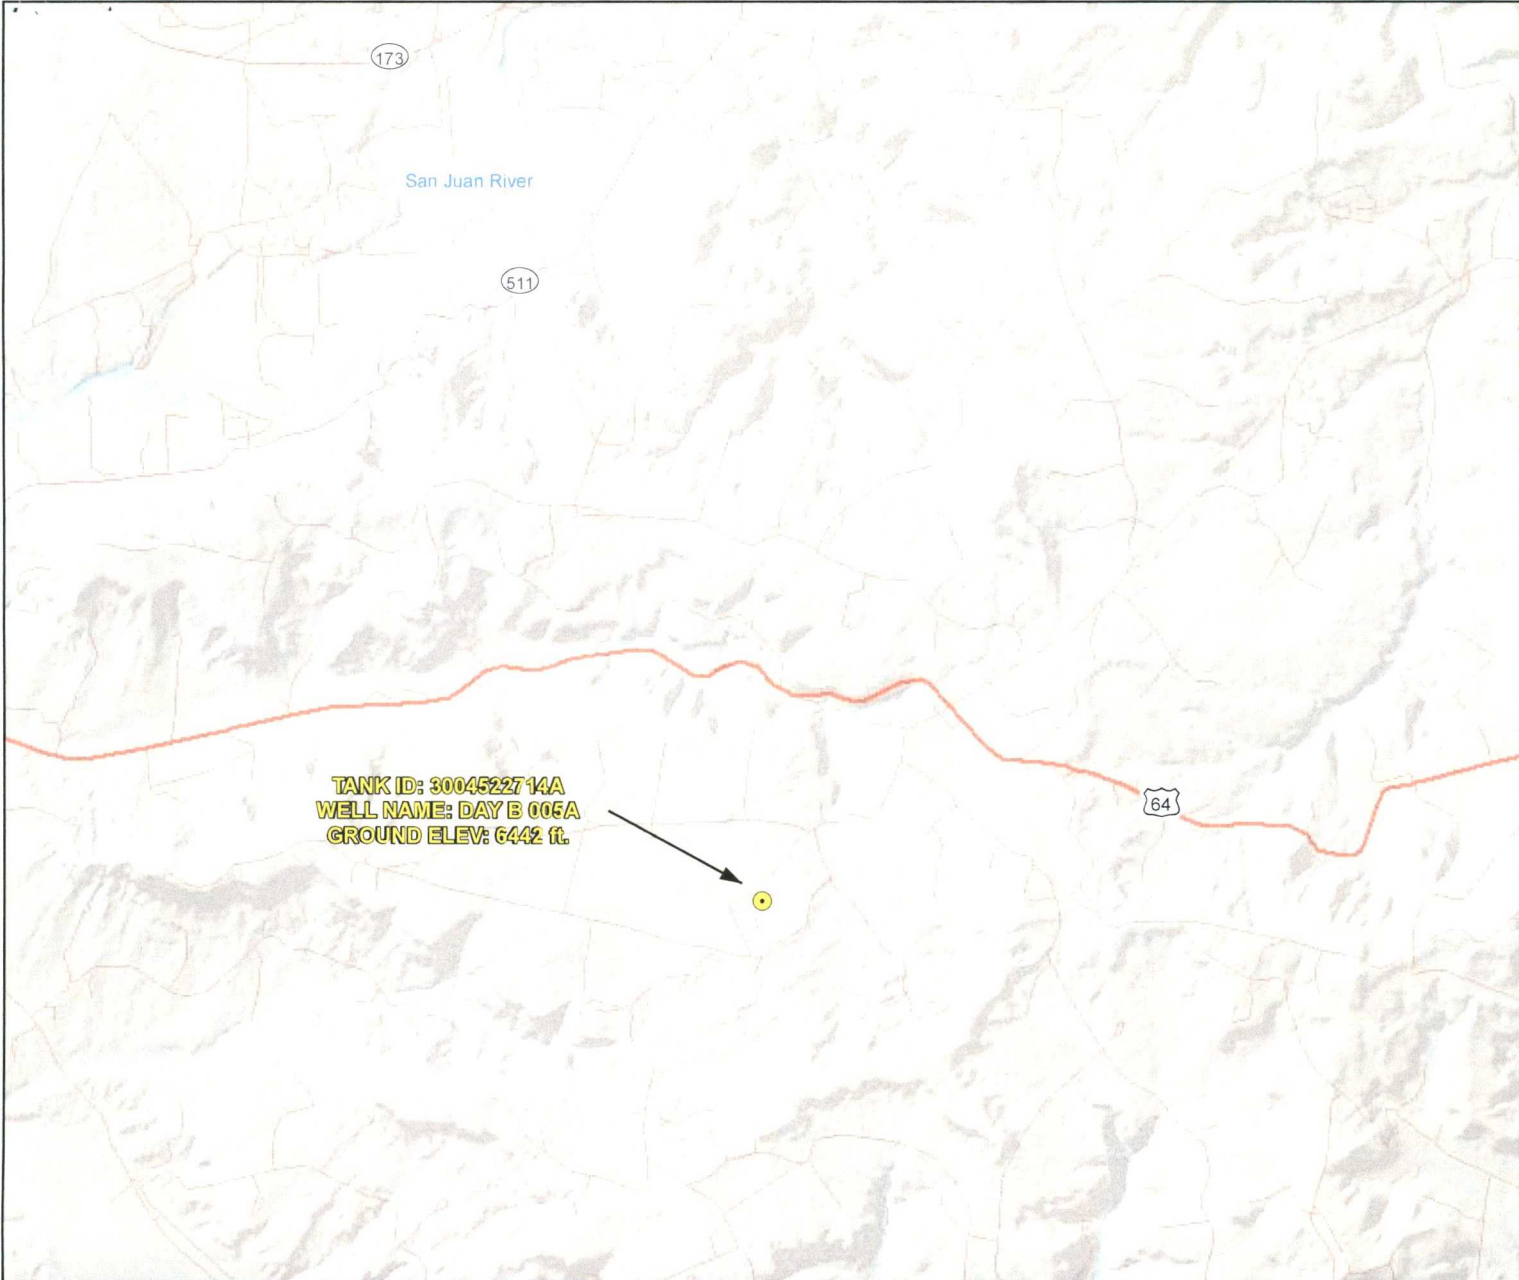 173
San Juan River
511
TANK ID: 3004522714A
WELL NAME: DAY B 005A
GROUND ELEV: 6442 ft.
64